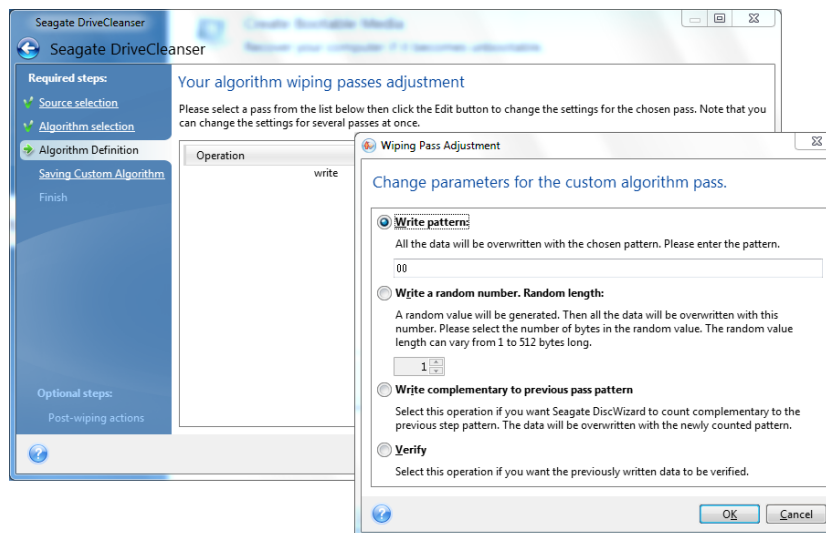 Seagate DriveCleanser
Create Bootable Media
Recover your computer if it becomes unbootable
Seagate DriveCleanser
Required steps:
Source selection
Algorithm selection
Algorithm Definition
Saving Custom Algorithm
Finish
Optional steps:
Post-wiping actions
Your algorithm wiping passes adjustment
Please select a pass from the list below then click the Edit button to change the settings for the chosen pass. Note that you
can change the settings for several passes at once.
Operation
write
Wiping Pass Adjustment
Change parameters for the custom algorithm pass.
Write pattern:
All the data will be overwritten with the chosen pattern. Please enter the pattern.
00
Write a random number. Random length:
A random value will be generated. Then all the data will be overwritten with this
number. Please select the number of bytes in the random value. The random value
length can vary from 1 to 512 bytes long.
1
Write complementary to previous pass pattern
Select this operation if you want Seagate DiscWizard to count complementary to the
previous step pattern. The data will be overwritten with the newly counted pattern.
Verify
Select this operation if you want the previously written data to be verified.
OK
Cancel